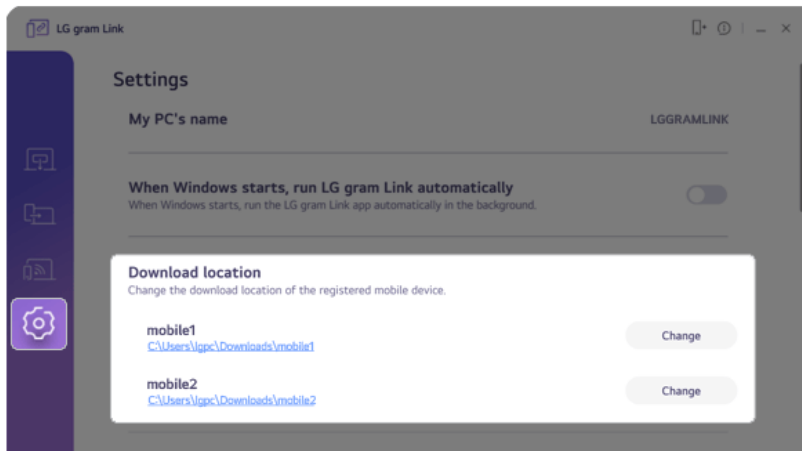 LG gram Link
Settings
My PC's name
LGGRAMLINK
When Windows starts, run LG gram Link automatically
When Windows starts, run the LG gram Link app automatically in the background.
Download location
Change the download location of the registered mobile device.
mobile1
C:\Users\lgpc\Downloads\mobile1
Change
mobile2
C:\Users\lgpc\Downloads\mobile2
Change